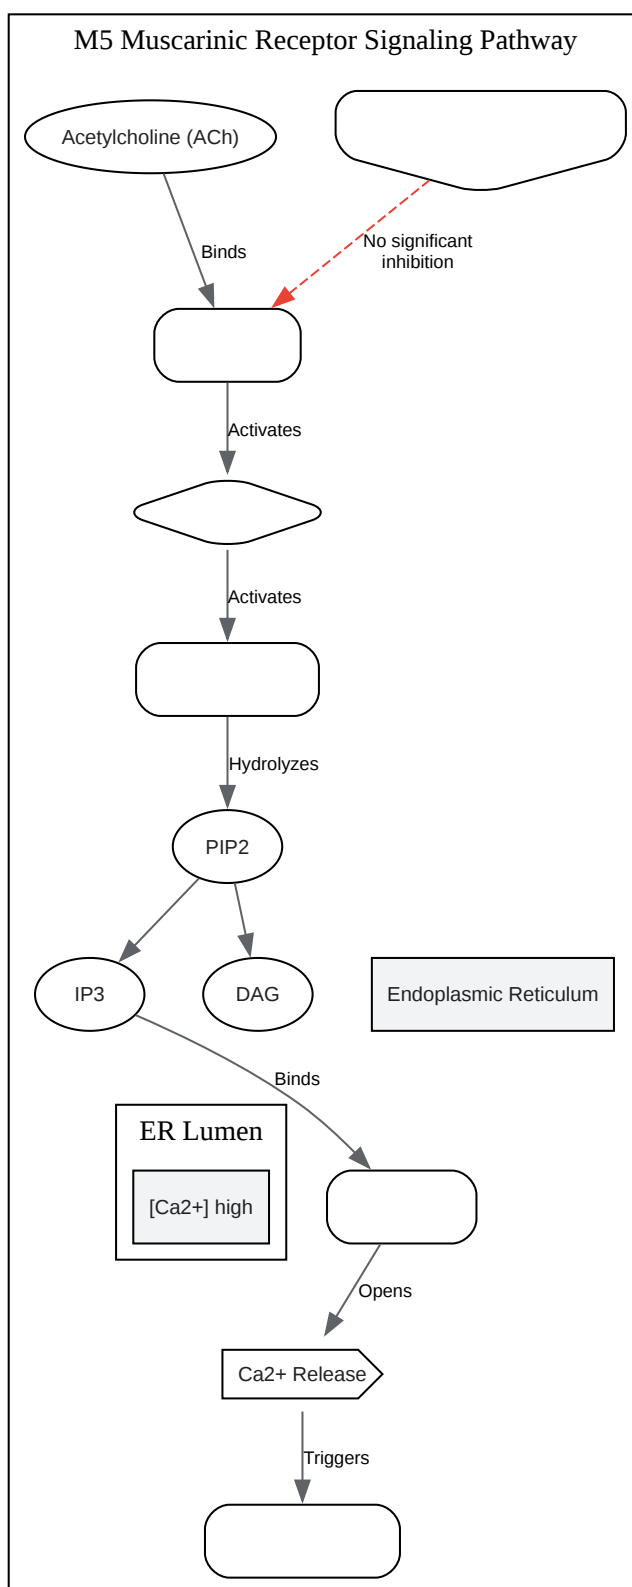 M5 Muscarinic Receptor Signaling Pathway
Acetylcholine (ACh)
Binds
No significant
inhibition
Activates
Activates
Hydrolyzes
PIP2
IP3
DAG
Endoplasmic Reticulum
Binds
ER Lumen
[Ca2+] high
Opens
Ca2+ Release
Triggers